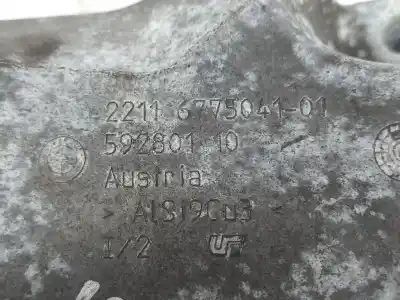 2211 6775041-01
592801 10
Austria
> AlSi9Cu3 >
1/2